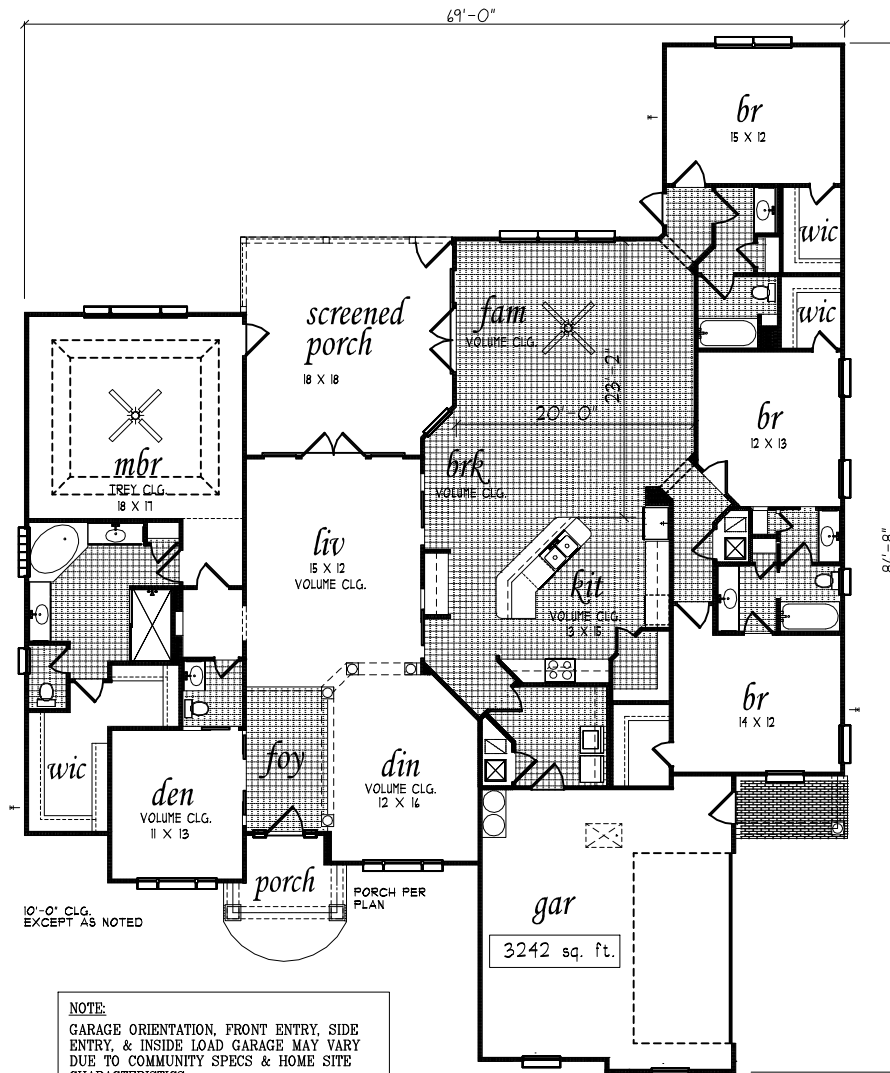 69'-0"
br
15 X 12
wic
wic
screened
porch
18 X 18
fam
VOLUME CLG.
23'-2"
20'-0"
mbr
TREY CLG.
18 X 17
brk
VOLUME CLG.
br
12 X 13
liv
15 X 12
VOLUME CLG.
kit
VOLUME CLG.
13 X 15
br
14 X 12
wic
foy
din
VOLUME CLG.
12 X 16
den
VOLUME CLG.
11 X 13
porch
PORCH PER
PLAN
10'-0" CLG.
EXCEPT AS NOTED
gar
3242 sq. ft.
NOTE:
GARAGE ORIENTATION, FRONT ENTRY, SIDE
ENTRY, & INSIDE LOAD GARAGE MAY VARY
DUE TO COMMUNITY SPECS & HOME SITE